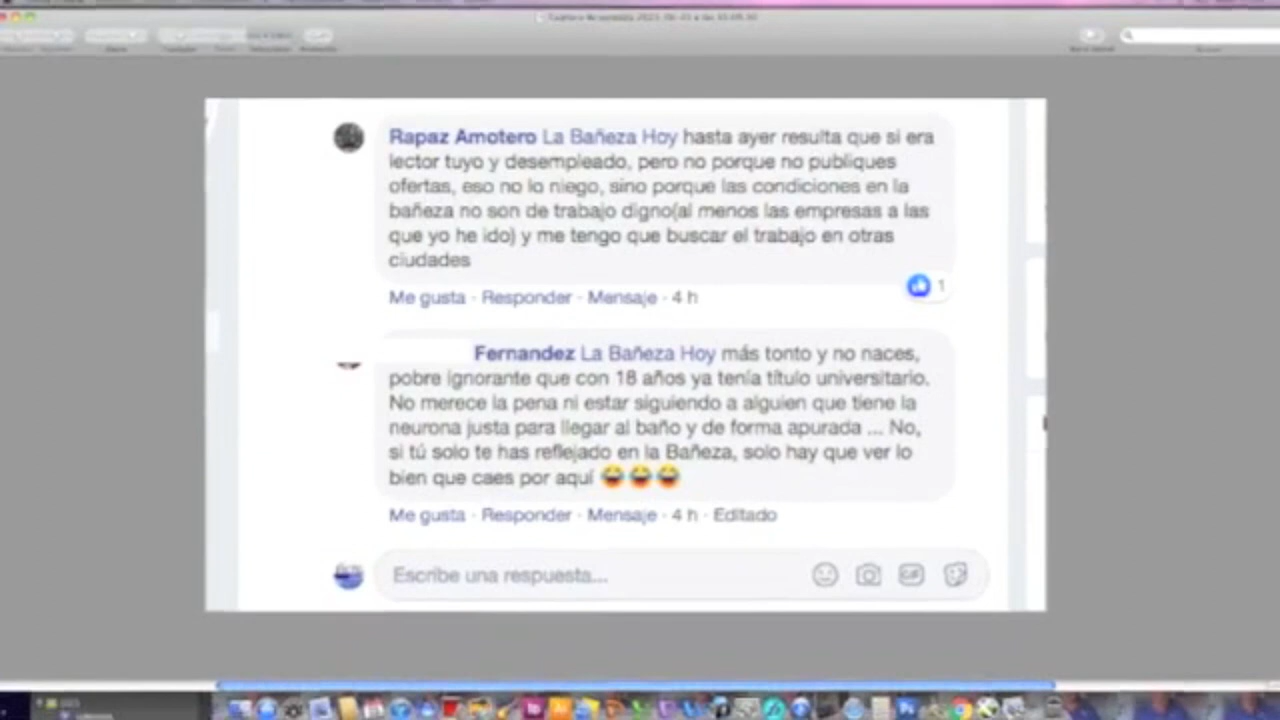 Rapaz Amotero La Bañeza Hoy hasta ayer resulta que si era
lector tuyo y desempleado, pero no porque no publiques
ofertas, eso no lo niego, sino porque las condiciones en la
bañeza no son de trabajo digno(al menos las empresas a las
que yo he ido) y me tengo que buscar el trabajo en otras
ciudades
1
Me gusta · Responder · Mensaje · 4 h
Fernandez La Bañeza Hoy más tonto y no naces,
pobre ignorante que con 18 años ya tenía título universitario.
No merece la pena ni estar siguiendo a alguien que tiene la
neurona justa para llegar al baño y de forma apurada ... No,
si tú solo te has reflejado en la Bañeza, solo hay que ver lo
bien que caes por aquí 😂😂😂
Me gusta · Responder · Mensaje · 4 h · Editado
Escribe una respuesta...
GIF